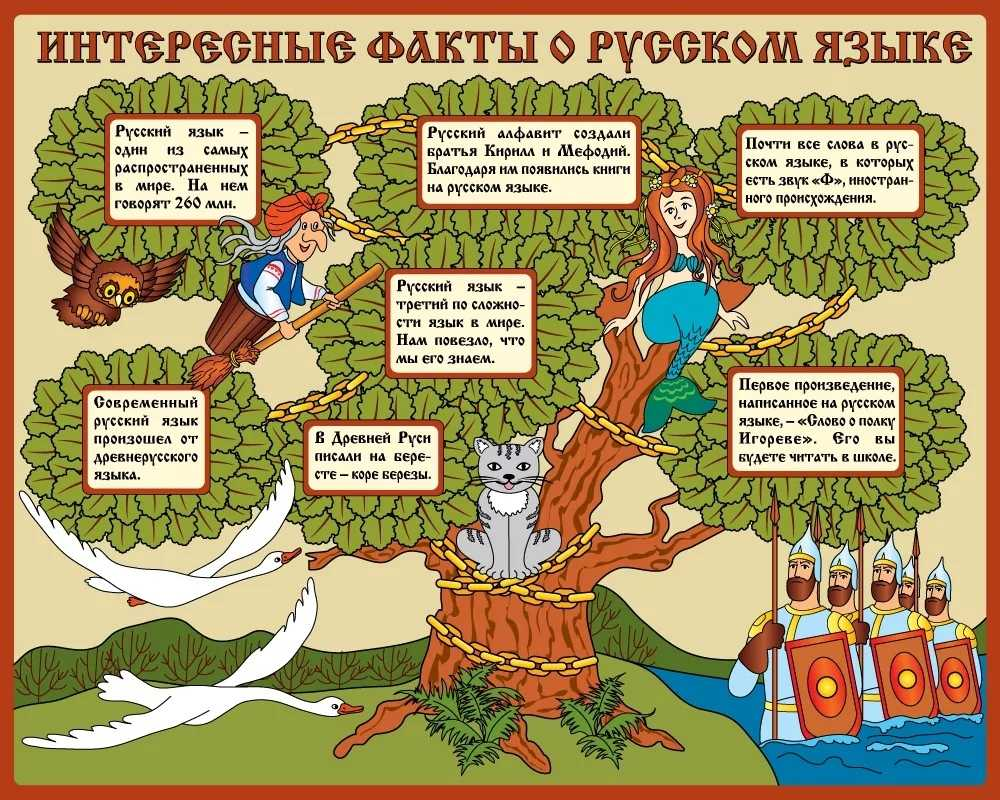 ИНТЕРЕСНЫЕ ФАКТЫ О РУССКОМ ЯЗЫКЕ
Русский язык –
один из самых
распространенных
в мире. На нем
говорят 260 млн.
Русский алфавит создали
братья Кирилл и Мефодий.
Благодаря им появились книги
на русском языке.
Почти все слова в рус-
ском языке, в которых
есть звук «Ф», иностран-
ного происхождения.
Русский язык –
третий по сложно-
сти язык в мире.
Нам повезло, что
мы его знаем.
Современный
русский язык
произошел от
древнерусского
языка.
В Древней Руси
писали на бере-
сте – коре березы.
Первое произведение,
написанное на русском
языке, – «Слово о полку
Игореве». Его вы
будете читать в школе.